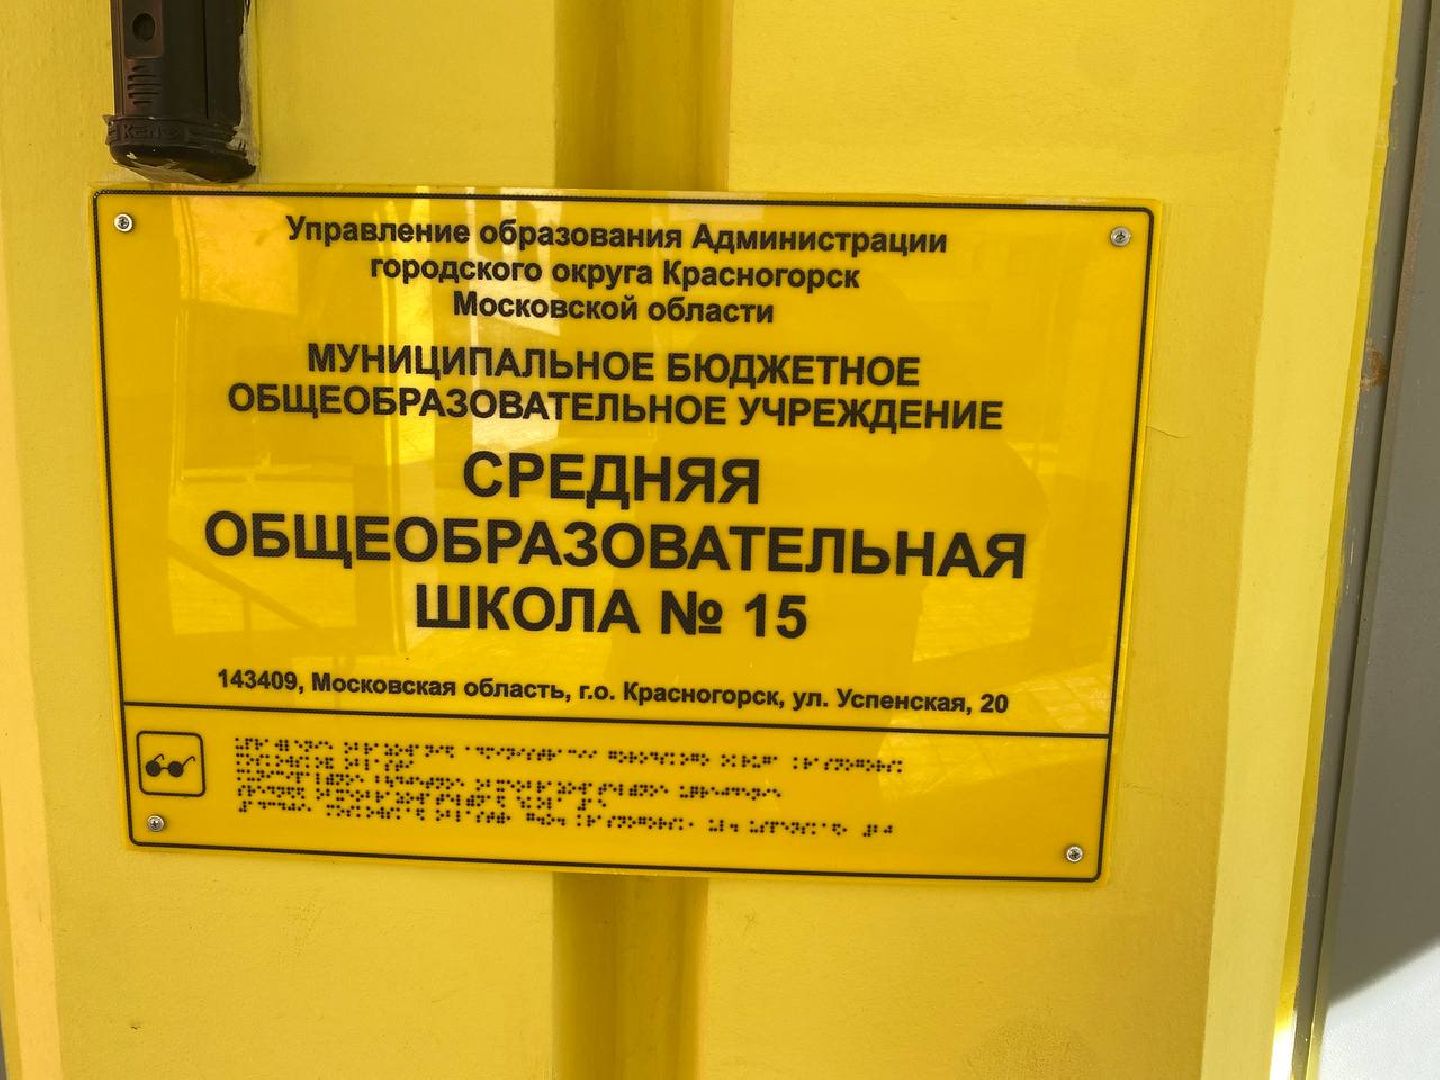 Управление образования Администрации
городского округа Красногорск
Московской области
МУНИЦИПАЛЬНОЕ БЮДЖЕТНОЕ
ОБЩЕОБРАЗОВАТЕЛЬНОЕ УЧРЕЖДЕНИЕ
СРЕДНЯЯ
ОБЩЕОБРАЗОВАТЕЛЬНАЯ
ШКОЛА № 15
143409, Московская область, г.о. Красногорск, ул. Успенская, 20